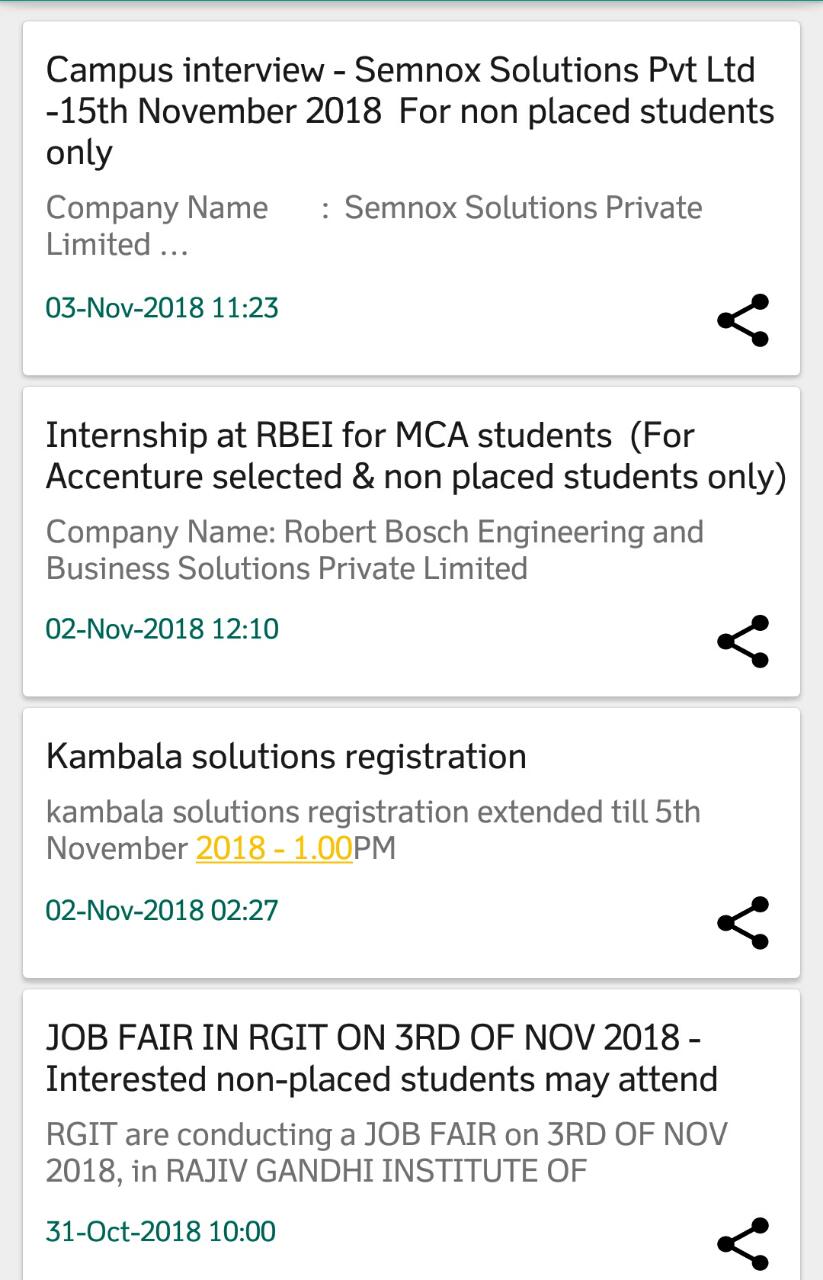 Campus interview - Semnox Solutions Pvt Ltd
-15th November 2018  For non placed students
only
Company Name      :  Semnox Solutions Private
Limited ...
03-Nov-2018 11:23
Internship at RBEI for MCA students  (For
Accenture selected & non placed students only)
Company Name: Robert Bosch Engineering and
Business Solutions Private Limited
02-Nov-2018 12:10
Kambala solutions registration
kambala solutions registration extended till 5th
November 2018 - 1.00PM
02-Nov-2018 02:27
JOB FAIR IN RGIT ON 3RD OF NOV 2018 -
Interested non-placed students may attend
RGIT are conducting a JOB FAIR on 3RD OF NOV
2018, in RAJIV GANDHI INSTITUTE OF
31-Oct-2018 10:00